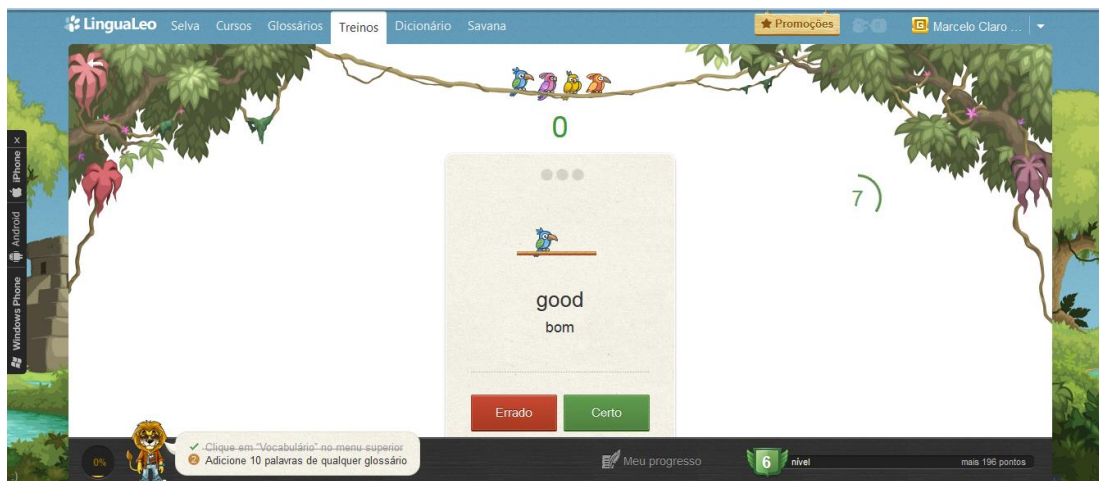 LinguaLeo Selva Cursos Glossários Treinos Dicionário Savana Promoções Marcelo Claro ...
0
7
x
iPhone
Android
Windows Phone
good
bom
Errado Certo
0%
Clique em "Vocabulário" no menu superior
2 Adicione 10 palavras de qualquer glossário
Meu progresso
6 nível mais 196 pontos